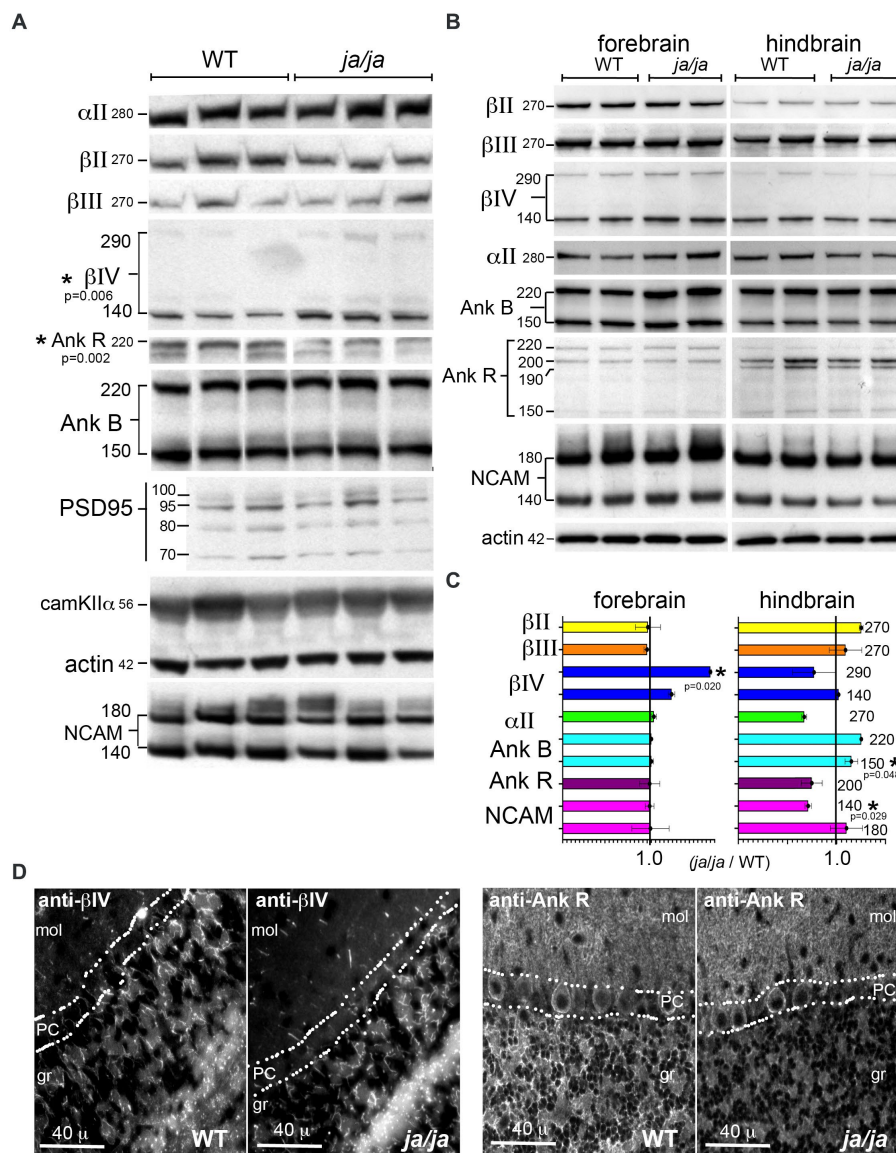 A
WT ja/ja
αII 280
βII 270
βIII 270
290
* βIV
p=0.006
140
* Ank R 220
p=0.002
220
Ank B
150
100
PSD95 95
80
70
camKIIα 56
actin 42
180
NCAM
140
B
forebrain hindbrain
WT ja/ja WT ja/ja
βII 270
βIII 270
290
βIV
140
αII 280
220
Ank B
150
220
200
Ank R 190
150
180
NCAM
140
actin 42
C
forebrain hindbrain
βII 270
βIII 270
βIV * 290
p=0.020
140
αII 270
Ank B 220
150 *
p=0.048
Ank R 200
NCAM 140 *
p=0.029
180
1.0 (ja/ja / WT) 1.0
D
anti-βIV anti-βIV anti-Ank R anti-Ank R
mol mol mol mol
PC PC PC PC
gr gr gr gr
40 μ WT 40 μ ja/ja 40 μ WT 40 μ ja/ja